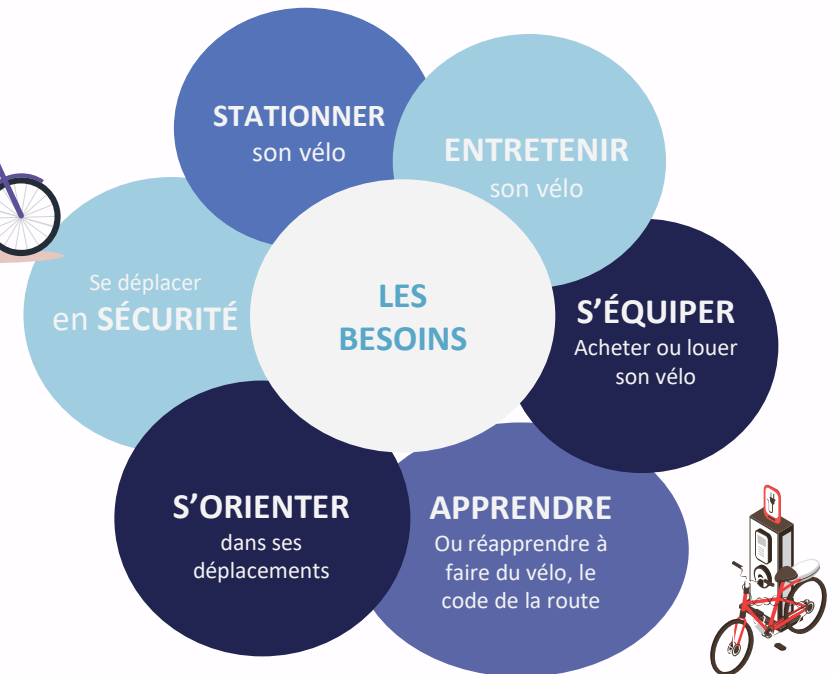 STATIONNER
son vélo
ENTRETENIR
son vélo
Se déplacer
en SÉCURITÉ
LES
BESOINS
S’ÉQUIPER
Acheter ou louer
son vélo
S’ORIENTER
dans ses
déplacements
APPRENDRE
Ou réapprendre à
faire du vélo, le
code de la route